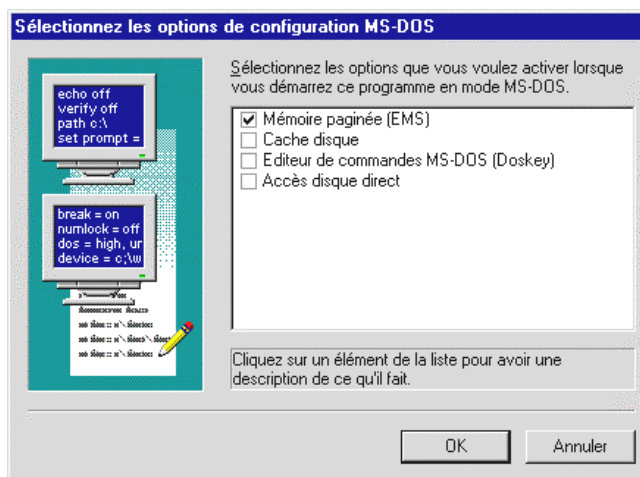 Sélectionnez les options de configuration MS-DOS
echo off
verify off
path c:\
set prompt =
break = on
numlock = off
dos = high, ur
device = c;\w
Sélectionnez les options que vous voulez activer lorsque
vous démarrez ce programme en mode MS-DOS.
Mémoire paginée (EMS)
Cache disque
Editeur de commandes MS-DOS (Doskey)
Accès disque direct
Cliquez sur un élément de la liste pour avoir une
description de ce qu'il fait.
OK
Annuler